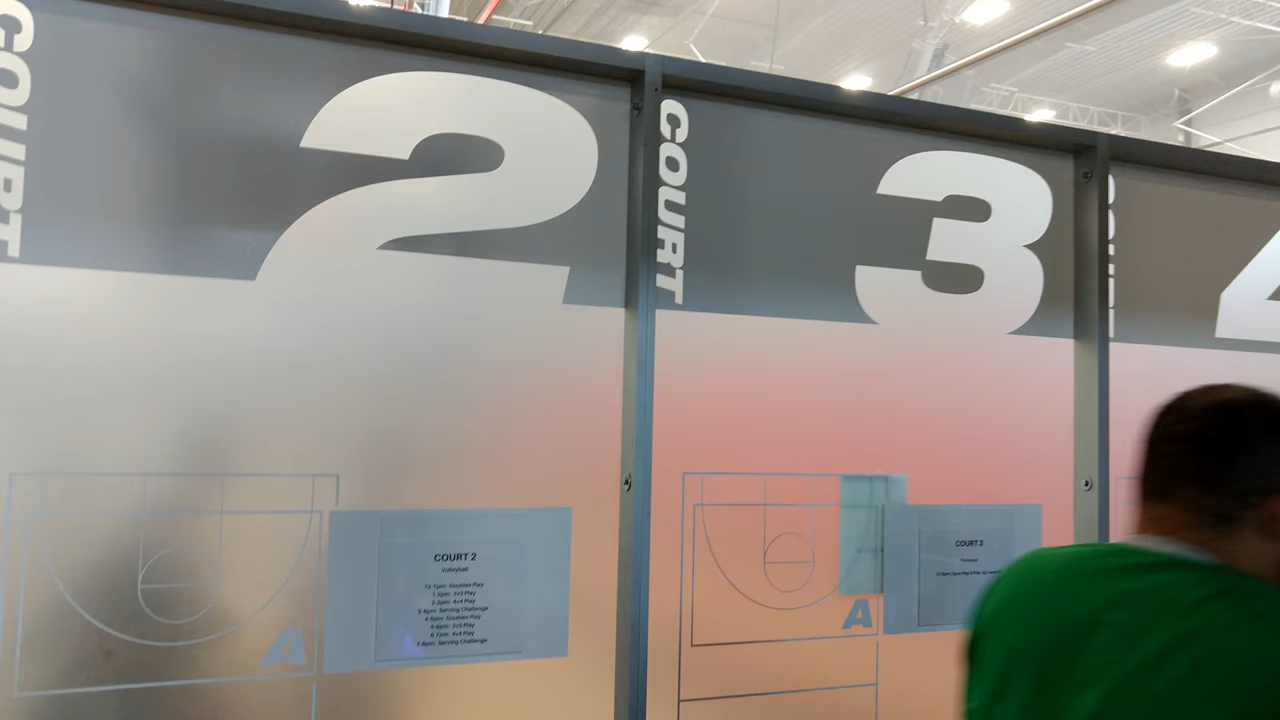 COURT
2
COURT
3
COURT
A
COURT 2
Volleyball
12-1pm: Doubles Play
1-2pm: 3v3 Play
2-3pm: 4v4 Play
3-4pm: Serving Challenge
4-5pm: Doubles Play
5-6pm: 3v3 Play
6-7pm: 4v4 Play
7-8pm: Serving Challenge
A
COURT 3